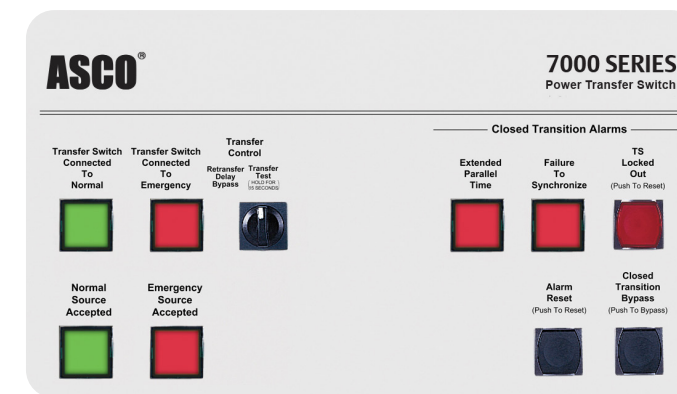 ASCO®
7000 SERIES
Power Transfer Switch
Closed Transition Alarms
Transfer Switch
Connected
To
Normal
Transfer Switch
Connected
To
Emergency
Transfer
Control
Retransfer
Delay
Bypass
Transfer
Test
(HOLD FOR
15 SECONDS)
Extended
Parallel
Time
Failure
To
Synchronize
TS
Locked
Out
(Push To Reset)
Normal
Source
Accepted
Emergency
Source
Accepted
Alarm
Reset
(Push To Reset)
Closed
Transition
Bypass
(Push To Bypass)